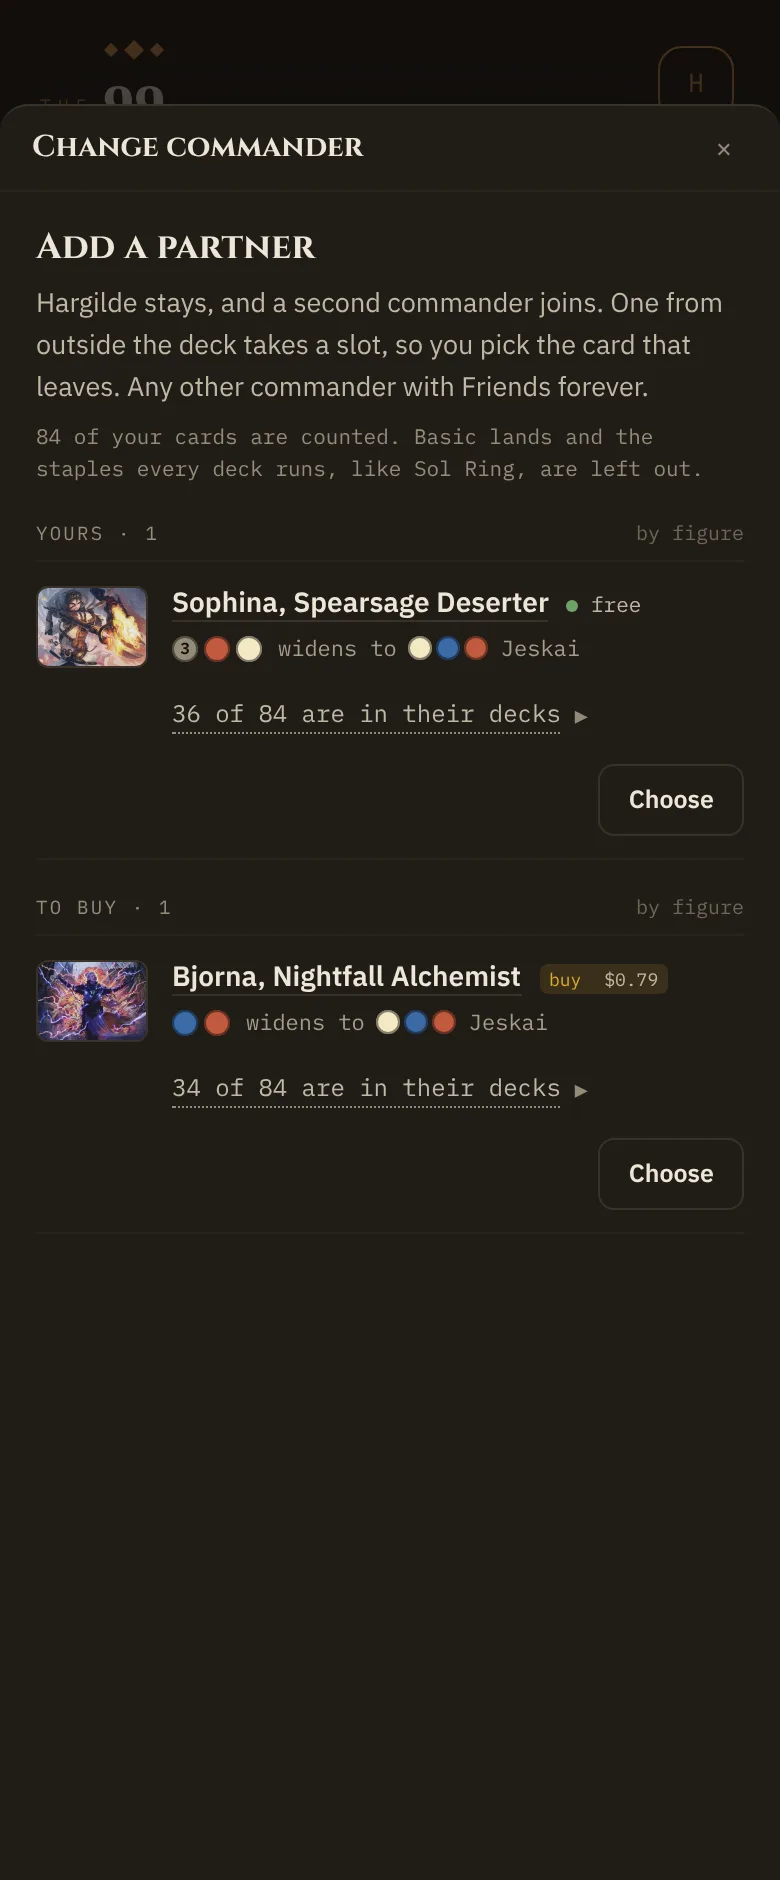 THE 99
H
Change commander ×
Add a partner
Hargilde stays, and a second commander joins. One from
outside the deck takes a slot, so you pick the card that
leaves. Any other commander with Friends forever.
84 of your cards are counted. Basic lands and the
staples every deck runs, like Sol Ring, are left out.
YOURS · 1 by figure
Sophina, Spearsage Deserter free
3 widens to Jeskai
36 of 84 are in their decks ▶
Choose
TO BUY · 1 by figure
Bjorna, Nightfall Alchemist buy $0.79
widens to Jeskai
34 of 84 are in their decks ▶
Choose